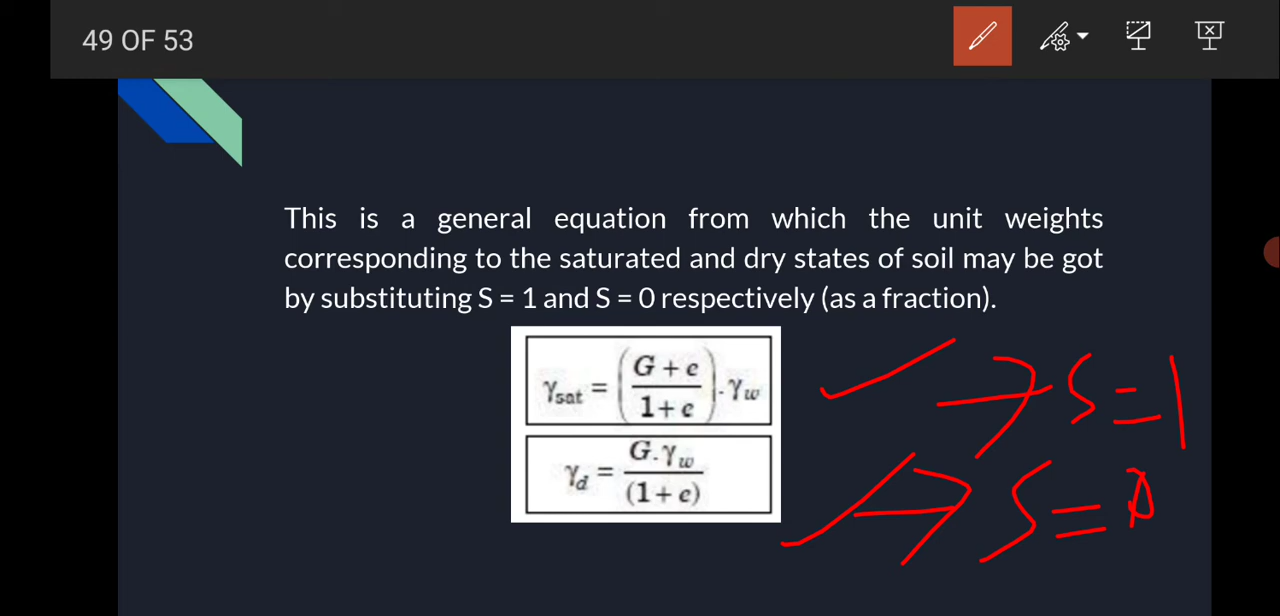 49 OF 53
This is a general equation from which the unit weights
corresponding to the saturated and dry states of soil may be got
by substituting S = 1 and S = 0 respectively (as a fraction).
γsat = (G + e / 1 + e) . γw
→ S = 1
γd = G.γw / (1 + e)
→ S = 0